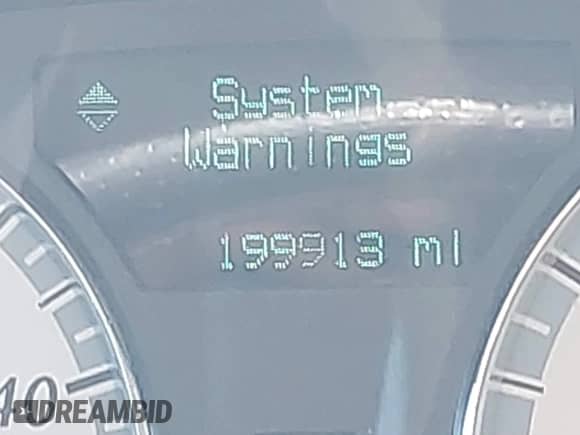 System
Warnings
199913 mi
40
DREAMBID